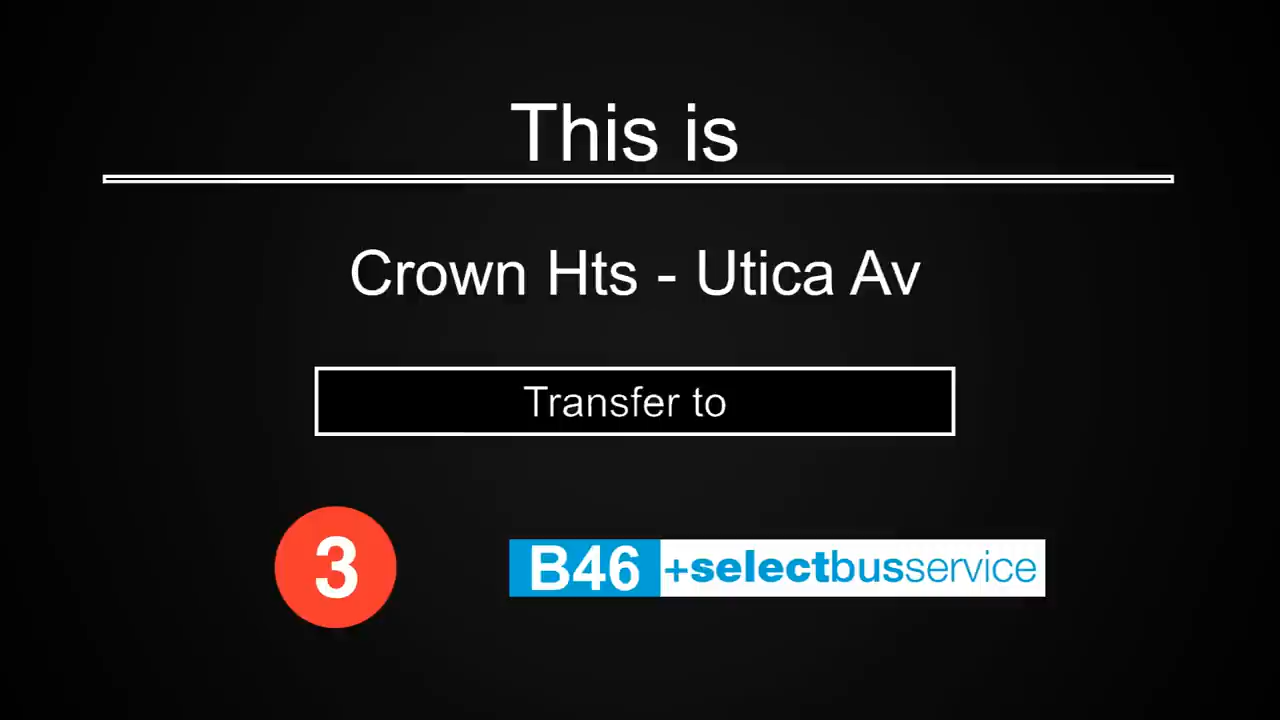 This is
Crown Hts - Utica Av
Transfer to
3 B46 +selectbusservice